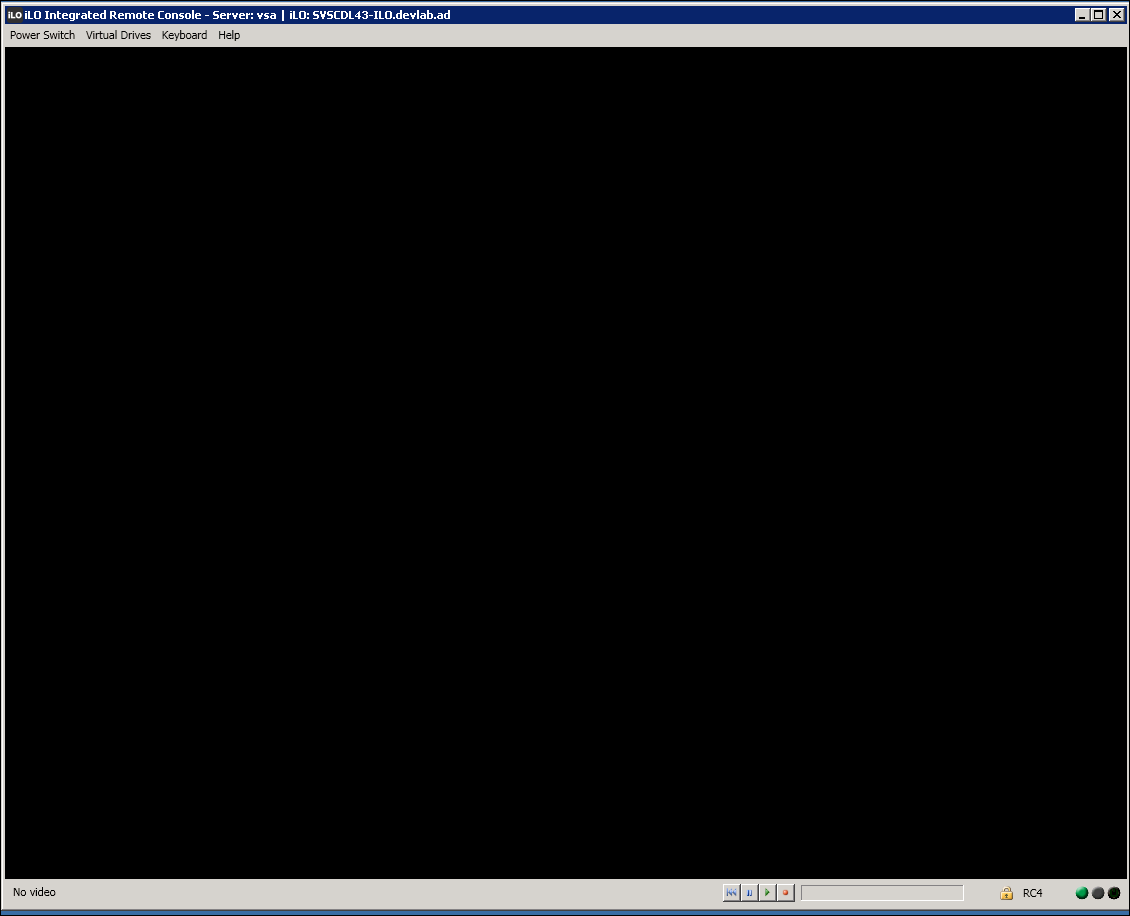 iLO iLO Integrated Remote Console - Server: vsa | iLO: SVSCDL43-ILO.devlab.ad
Power Switch Virtual Drives Keyboard Help
No video RC4